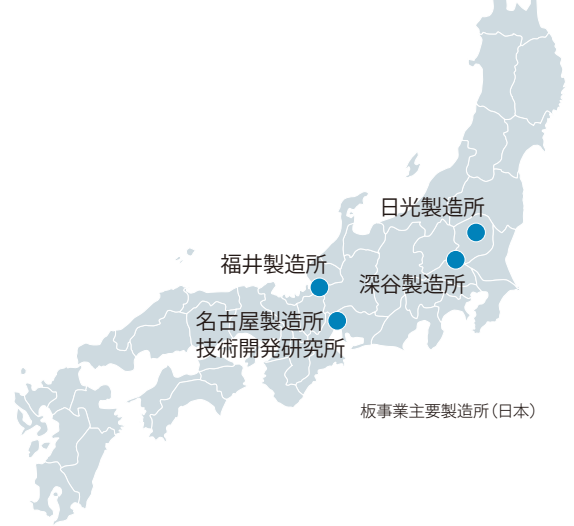 日光製造所
福井製造所
深谷製造所
名古屋製造所
技術開発研究所
板事業主要製造所(日本)